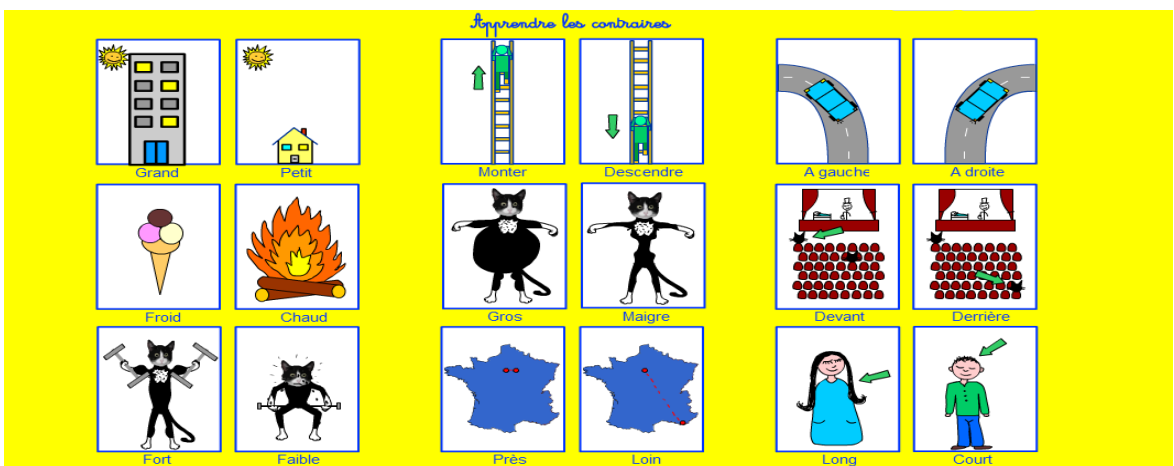 Apprendre les contraires
Grand Petit Monter Descendre A gauche A droite
Froid Chaud Gros Maigre Devant Derrière
Fort Faible Près Loin Long Court